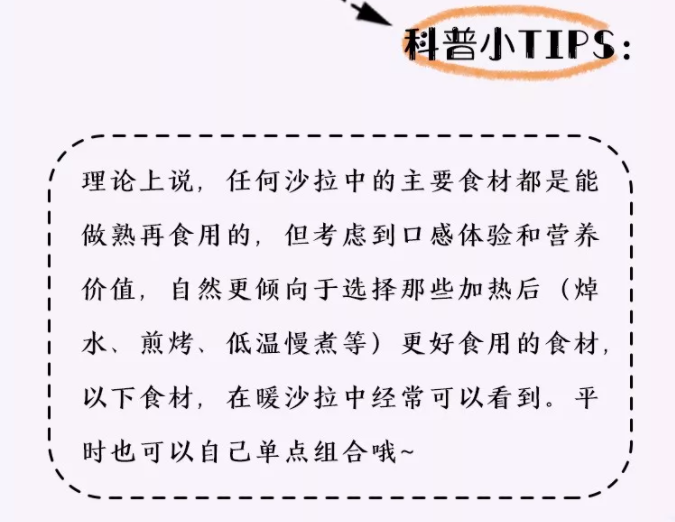 科普小TIPS：
理论上说，任何沙拉中的主要食材都是能
做熟再食用的，但考虑到口感体验和营养
价值，自然更倾向于选择那些加热后（焯
水、煎烤、低温慢煮等）更好食用的食材，
以下食材，在暖沙拉中经常可以看到。平
时也可以自己单点组合哦~